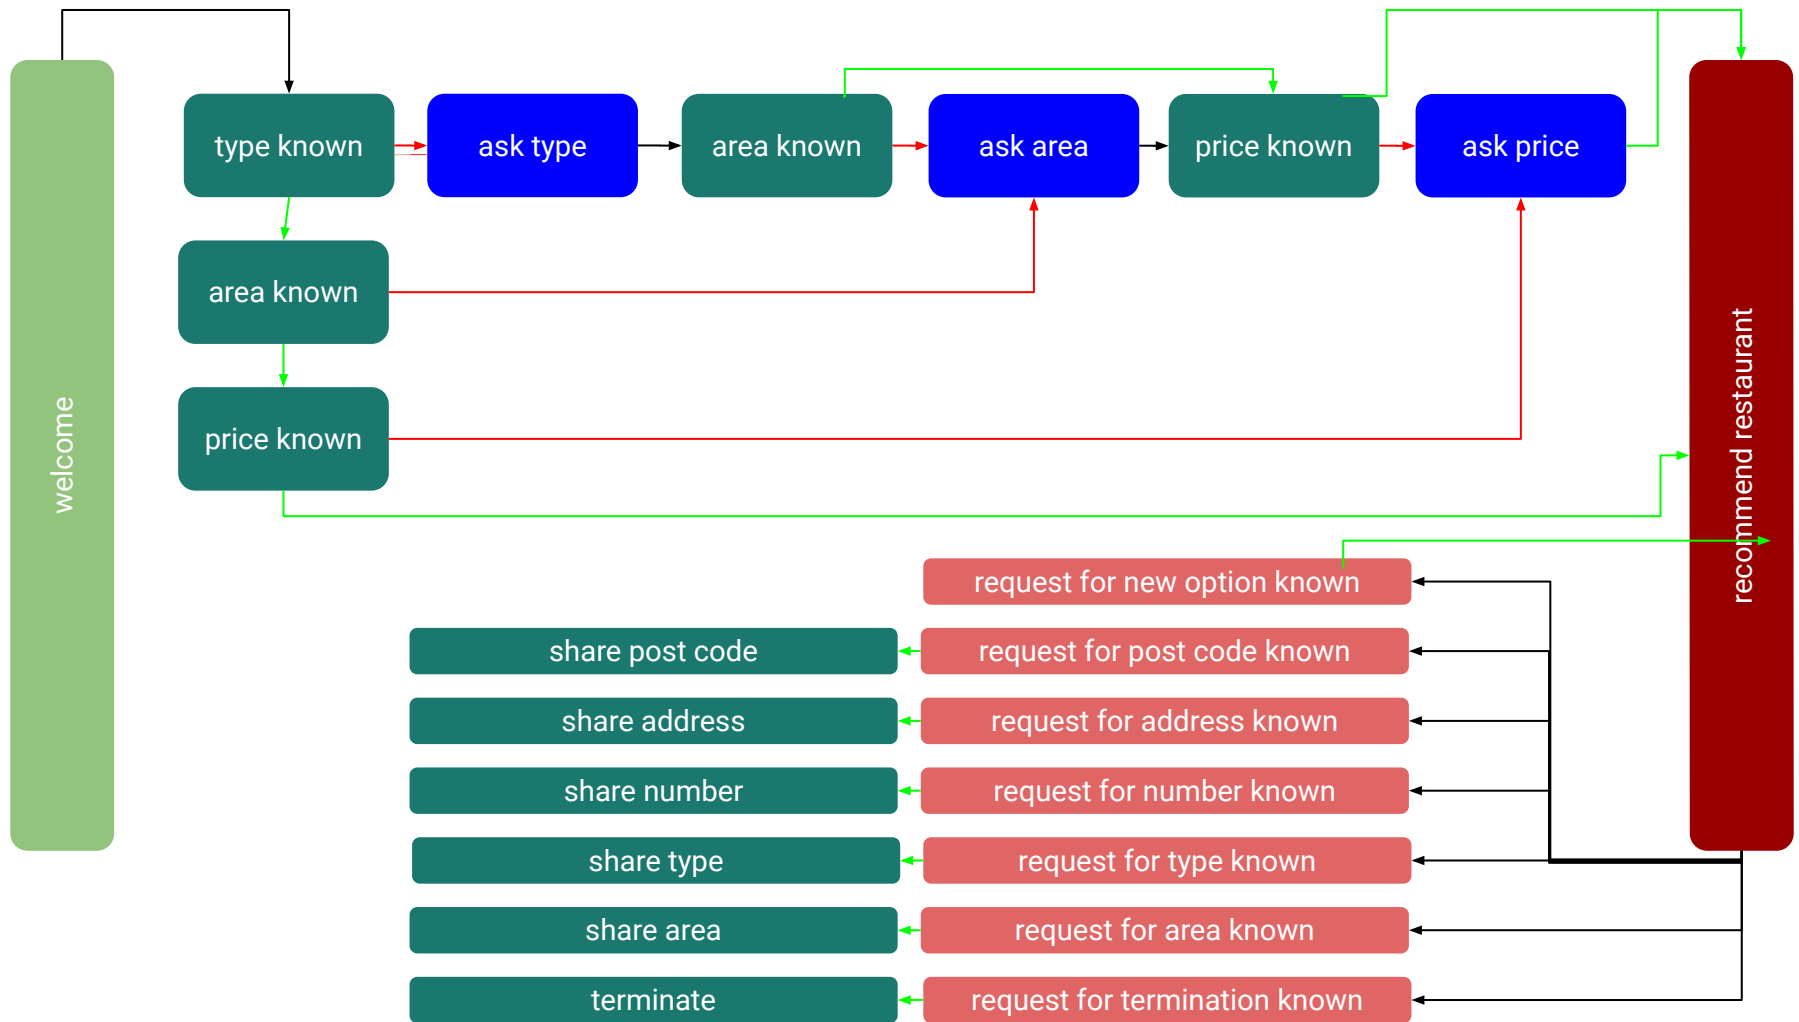 welcome
type known
ask type
area known
ask area
price known
ask price
area known
price known
recommend restaurant
request for new option known
share post code
request for post code known
share address
request for address known
share number
request for number known
share type
request for type known
share area
request for area known
terminate
request for termination known